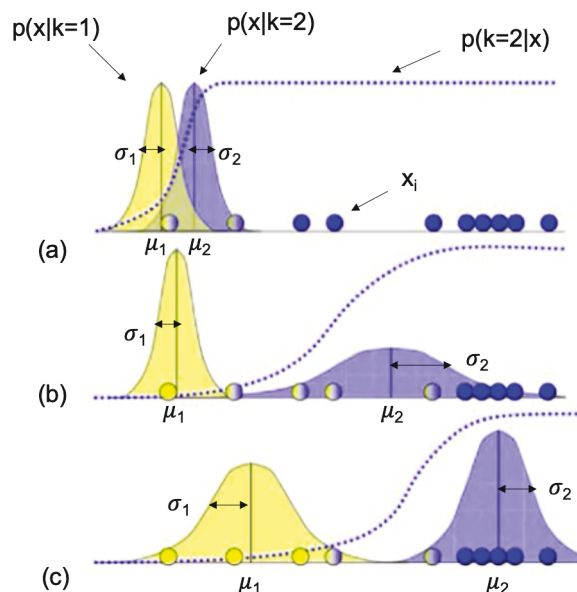 p(x|k=1)
p(x|k=2)
p(k=2|x)
σ1
σ2
xi
(a)
μ1
μ2
σ1
σ2
(b)
μ1
μ2
σ1
σ2
(c)
μ1
μ2